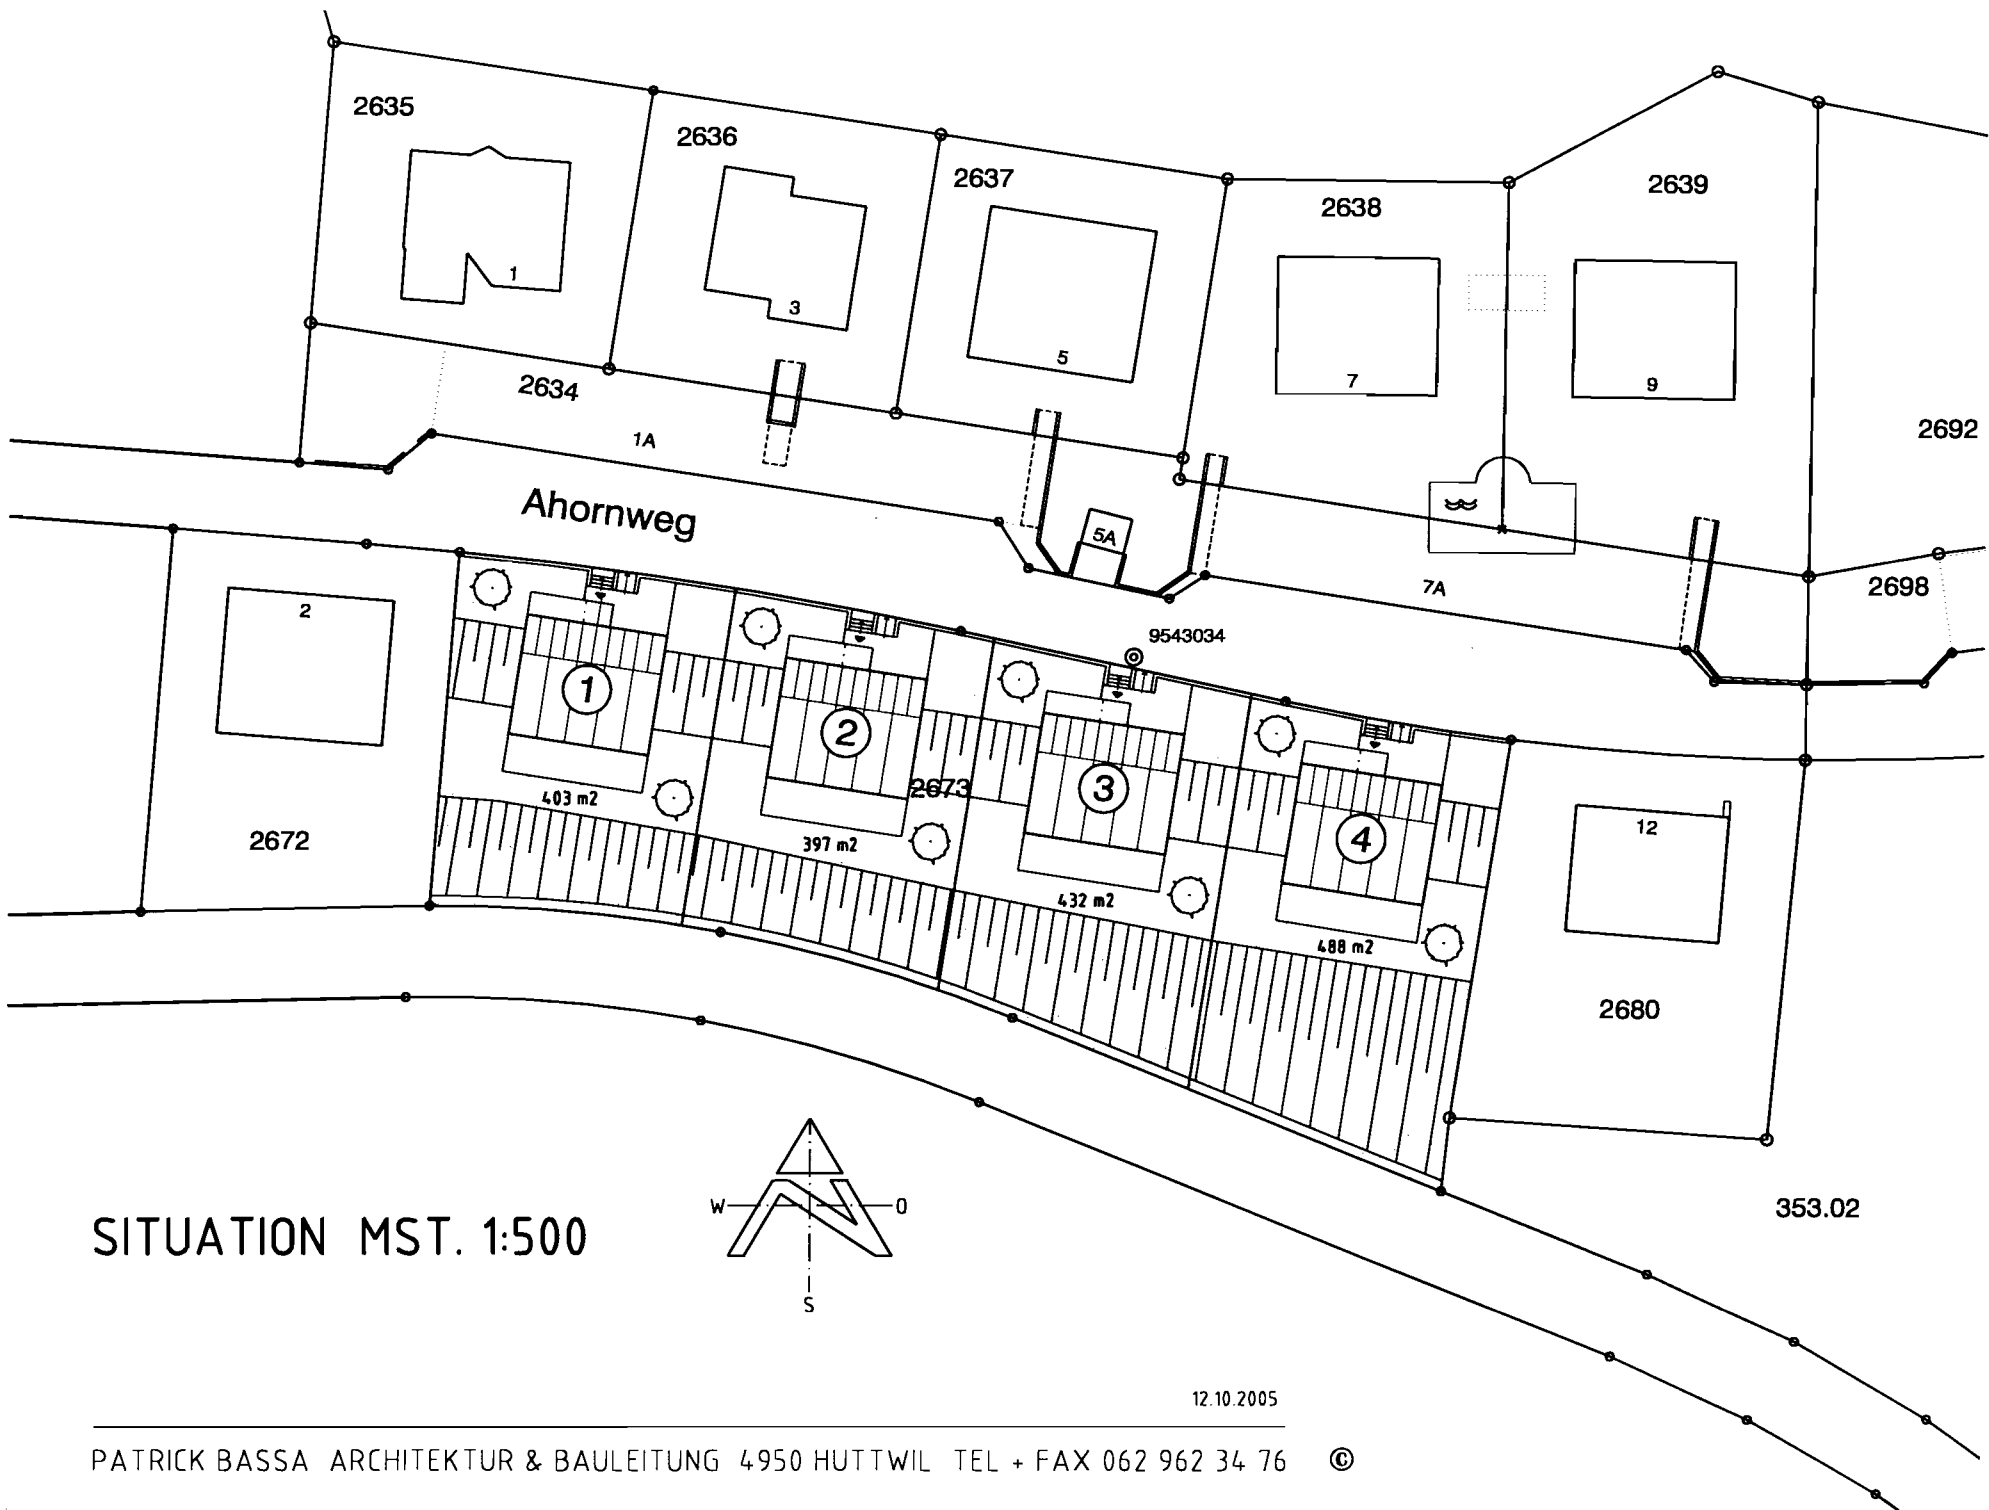 2635
2636
2637
2638
2639
1
3
5
7
9
2634
1A
2692
Ahornweg
5A
7A
2698
2
9543034
1
2
2673
3
4
403 m2
397 m2
432 m2
488 m2
12
2672
2680
353.02
W O
S
SITUATION MST. 1:500
12.10.2005
PATRICK BASSA ARCHITEKTUR & BAULEITUNG 4950 HUTTWIL TEL + FAX 062 962 34 76 ©